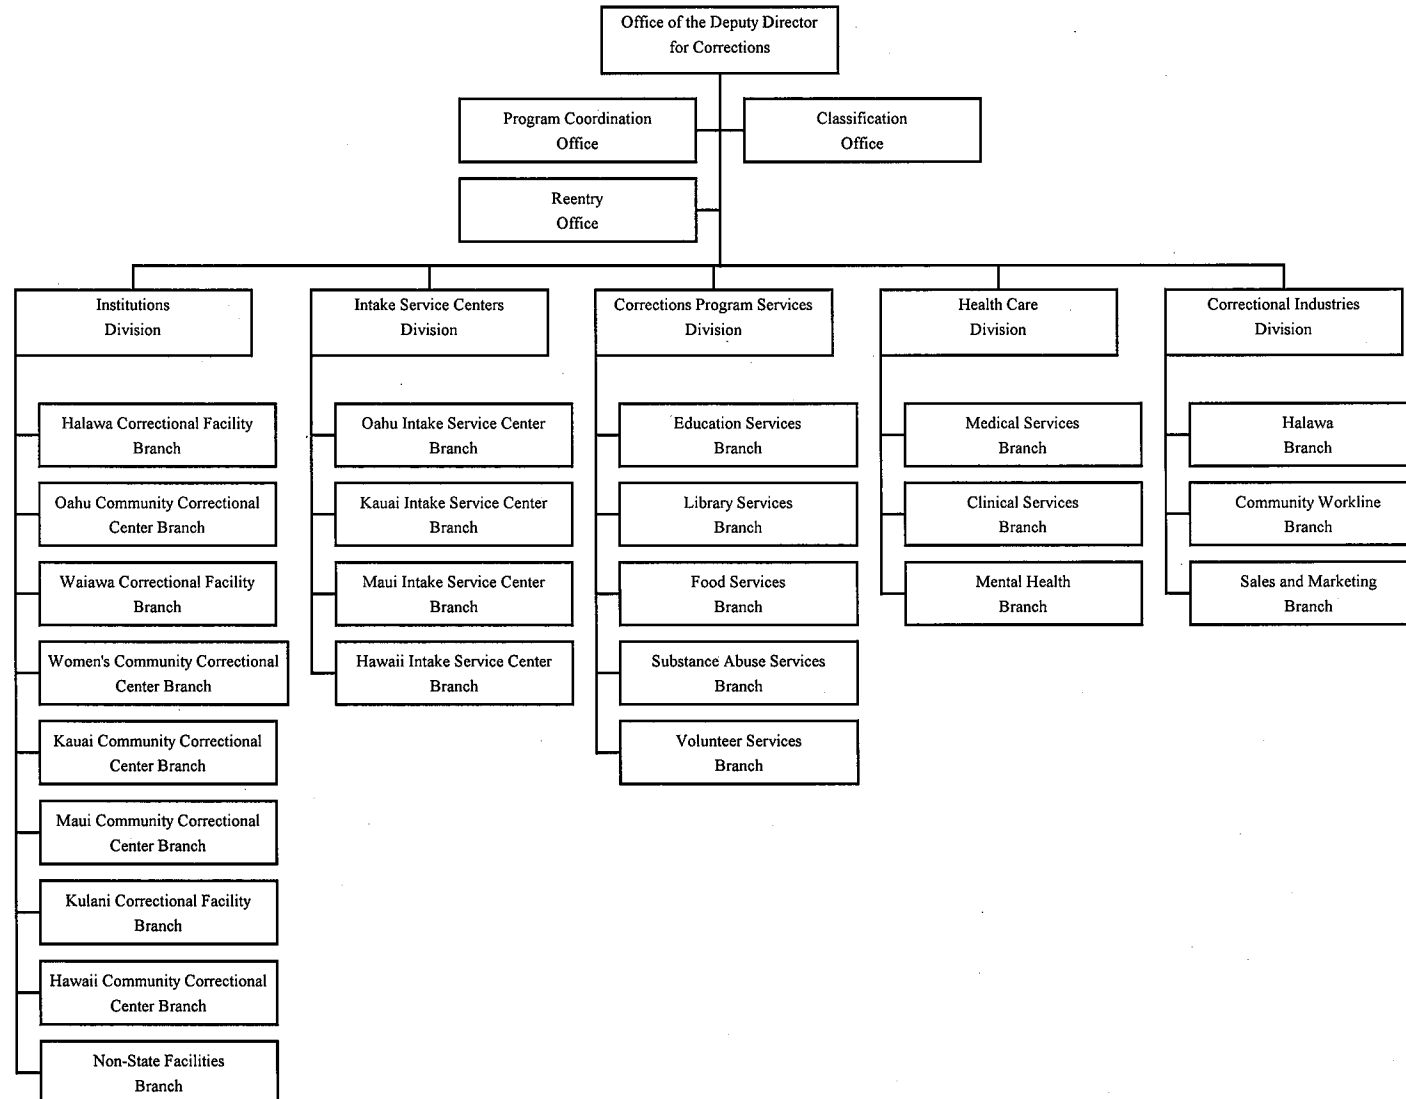 Office of the Deputy Director
for Corrections
Program Coordination
Office
Classification
Office
Reentry
Office
Institutions
Division
Halawa Correctional Facility
Branch
Oahu Community Correctional
Center Branch
Waiawa Correctional Facility
Branch
Women's Community Correctional
Center Branch
Kauai Community Correctional
Center Branch
Maui Community Correctional
Center Branch
Kulani Correctional Facility
Branch
Hawaii Community Correctional
Center Branch
Non-State Facilities
Branch
Intake Service Centers
Division
Oahu Intake Service Center
Branch
Kauai Intake Service Center
Branch
Maui Intake Service Center
Branch
Hawaii Intake Service Center
Branch
Corrections Program Services
Division
Education Services
Branch
Library Services
Branch
Food Services
Branch
Substance Abuse Services
Branch
Volunteer Services
Branch
Health Care
Division
Medical Services
Branch
Clinical Services
Branch
Mental Health
Branch
Correctional Industries
Division
Halawa
Branch
Community Workline
Branch
Sales and Marketing
Branch